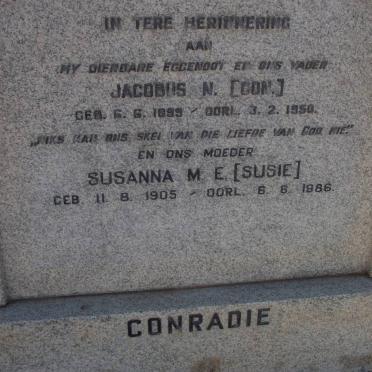 IN TERE HERINNERING
AAN
MY DIERBARE EGGENOOT EN ONS VADER
JACOBUS N. [CON.]
GEB. 6. 6. 1899 - OORL. 3. 2. 1950.
„NIKS KAN ONS SKEI VAN DIE LIEFDE VAN GOD NIE."
EN ONS MOEDER
SUSANNA M. E. [SUSIE]
GEB. 11. 8. 1905 - OORL. 6. 6. 1986.
CONRADIE